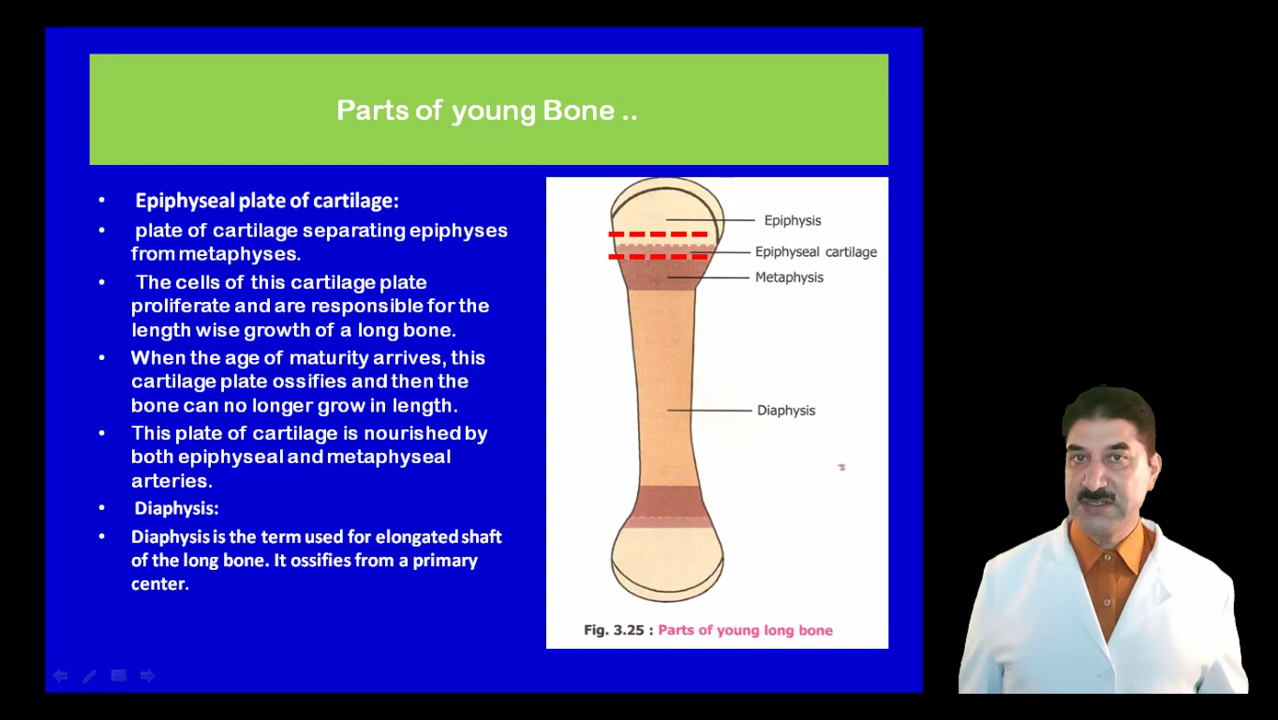 Parts of young Bone ..
• Epiphyseal plate of cartilage:
• plate of cartilage separating epiphyses
from metaphyses.
• The cells of this cartilage plate
proliferate and are responsible for the
length wise growth of a long bone.
• When the age of maturity arrives, this
cartilage plate ossifies and then the
bone can no longer grow in length.
• This plate of cartilage is nourished by
both epiphyseal and metaphyseal
arteries.
• Diaphysis:
• Diaphysis is the term used for elongated shaft
of the long bone. It ossifies from a primary
center.
Epiphysis
Epiphyseal cartilage
Metaphysis
Diaphysis
Fig. 3.25 : Parts of young long bone